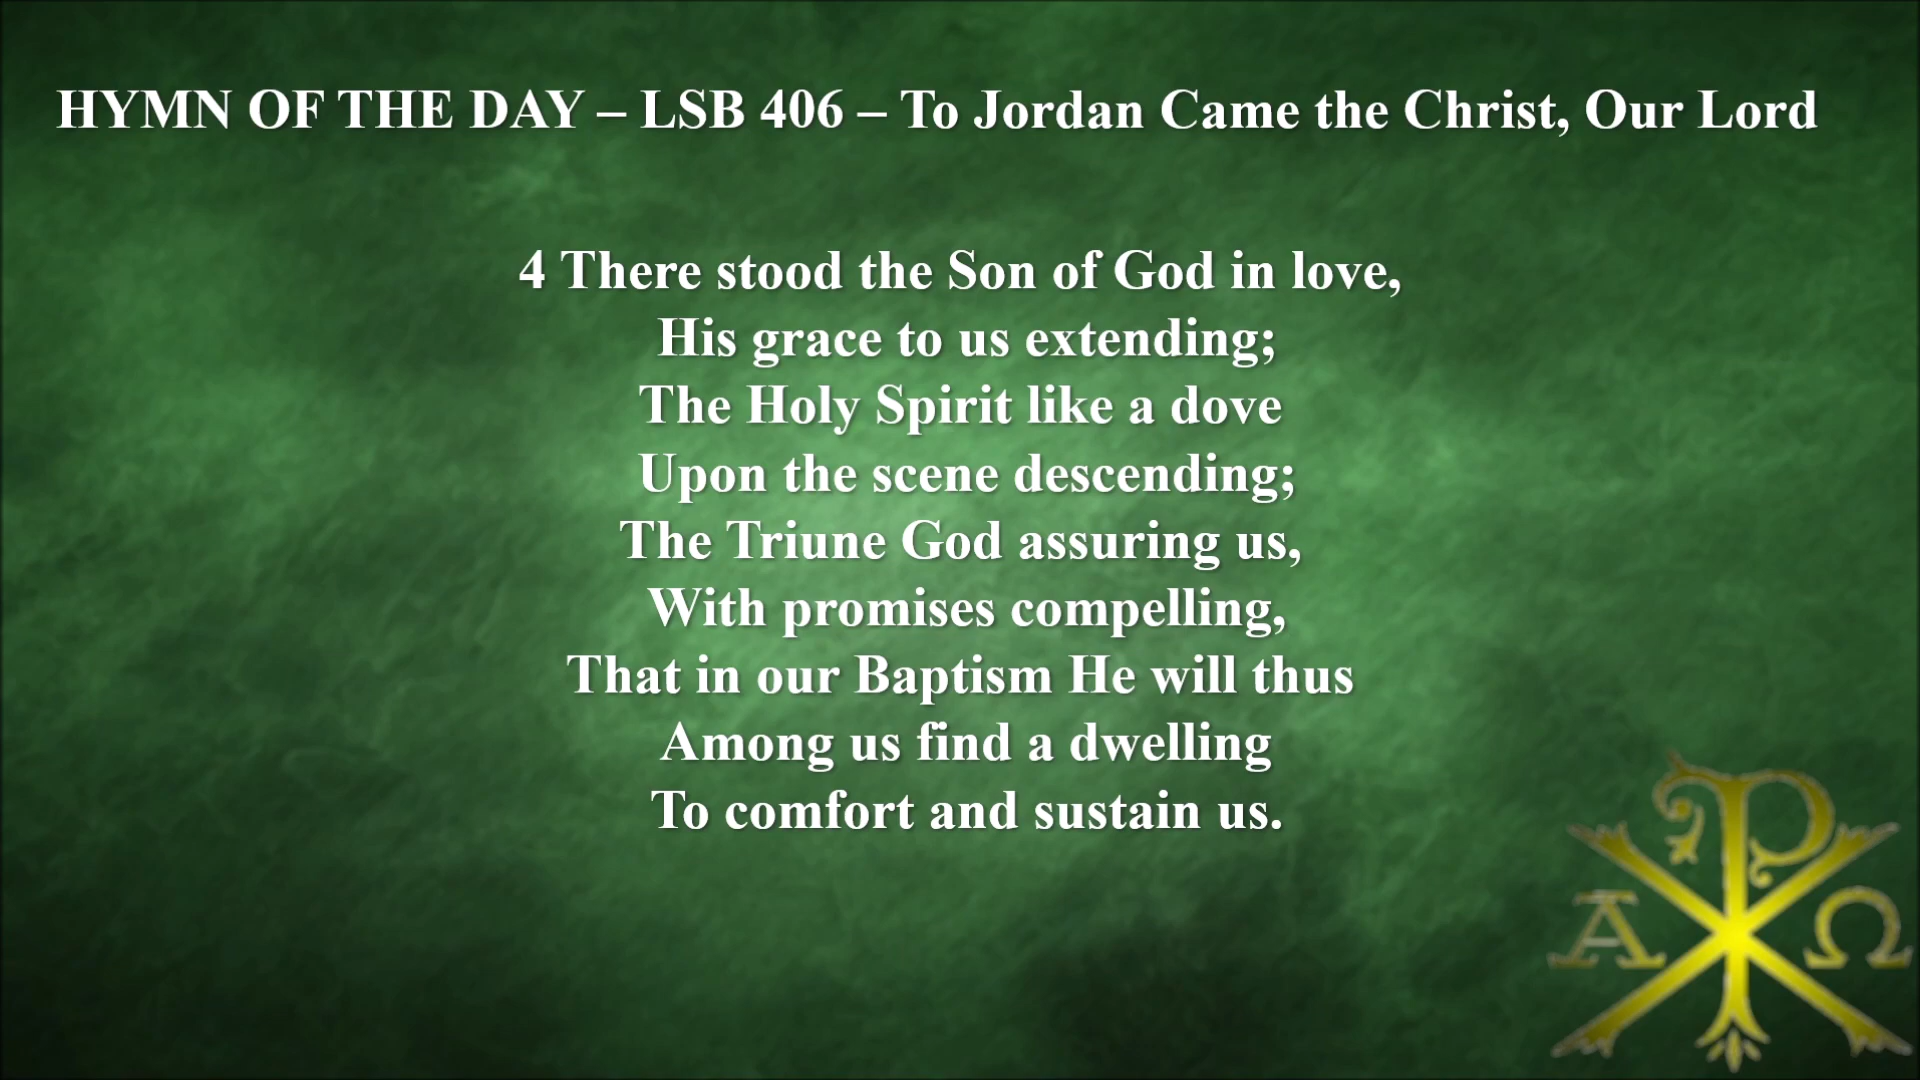 HYMN OF THE DAY – LSB 406 – To Jordan Came the Christ, Our Lord
4 There stood the Son of God in love,
His grace to us extending;
The Holy Spirit like a dove
Upon the scene descending;
The Triune God assuring us,
With promises compelling,
That in our Baptism He will thus
Among us find a dwelling
To comfort and sustain us.
Α Ω